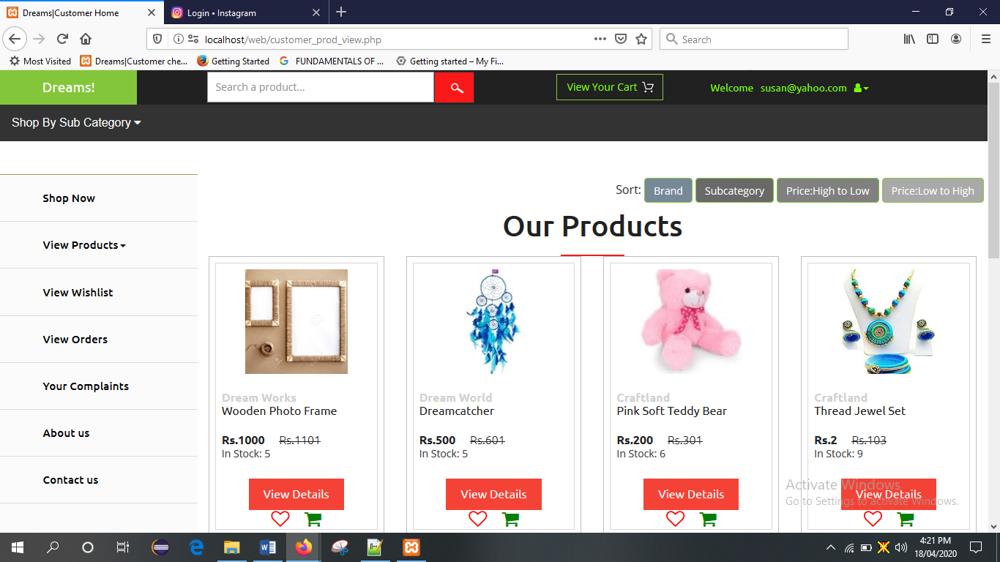 Dreams|Customer Home
Login • Instagram
localhost/web/customer_prod_view.php
Search
Most Visited
Dreams|Customer che...
Getting Started
FUNDAMENTALS OF ...
Getting started – My Fi...
Dreams!
Search a product...
View Your Cart
Welcome susan@yahoo.com
Shop By Sub Category
Shop Now
View Products
View Wishlist
View Orders
Your Complaints
About us
Contact us
Sort: Brand Subcategory Price:High to Low Price:Low to High
Our Products
Dream Works
Wooden Photo Frame
Rs.1000 Rs.1101
In Stock: 5
View Details
Dream World
Dreamcatcher
Rs.500 Rs.601
In Stock: 5
View Details
Craftland
Pink Soft Teddy Bear
Rs.200 Rs.301
In Stock: 6
View Details
Craftland
Thread Jewel Set
Rs.2 Rs.103
In Stock: 9
View Details
Activate Windows
Go to Settings to activate Windows.
4:21 PM
18/04/2020